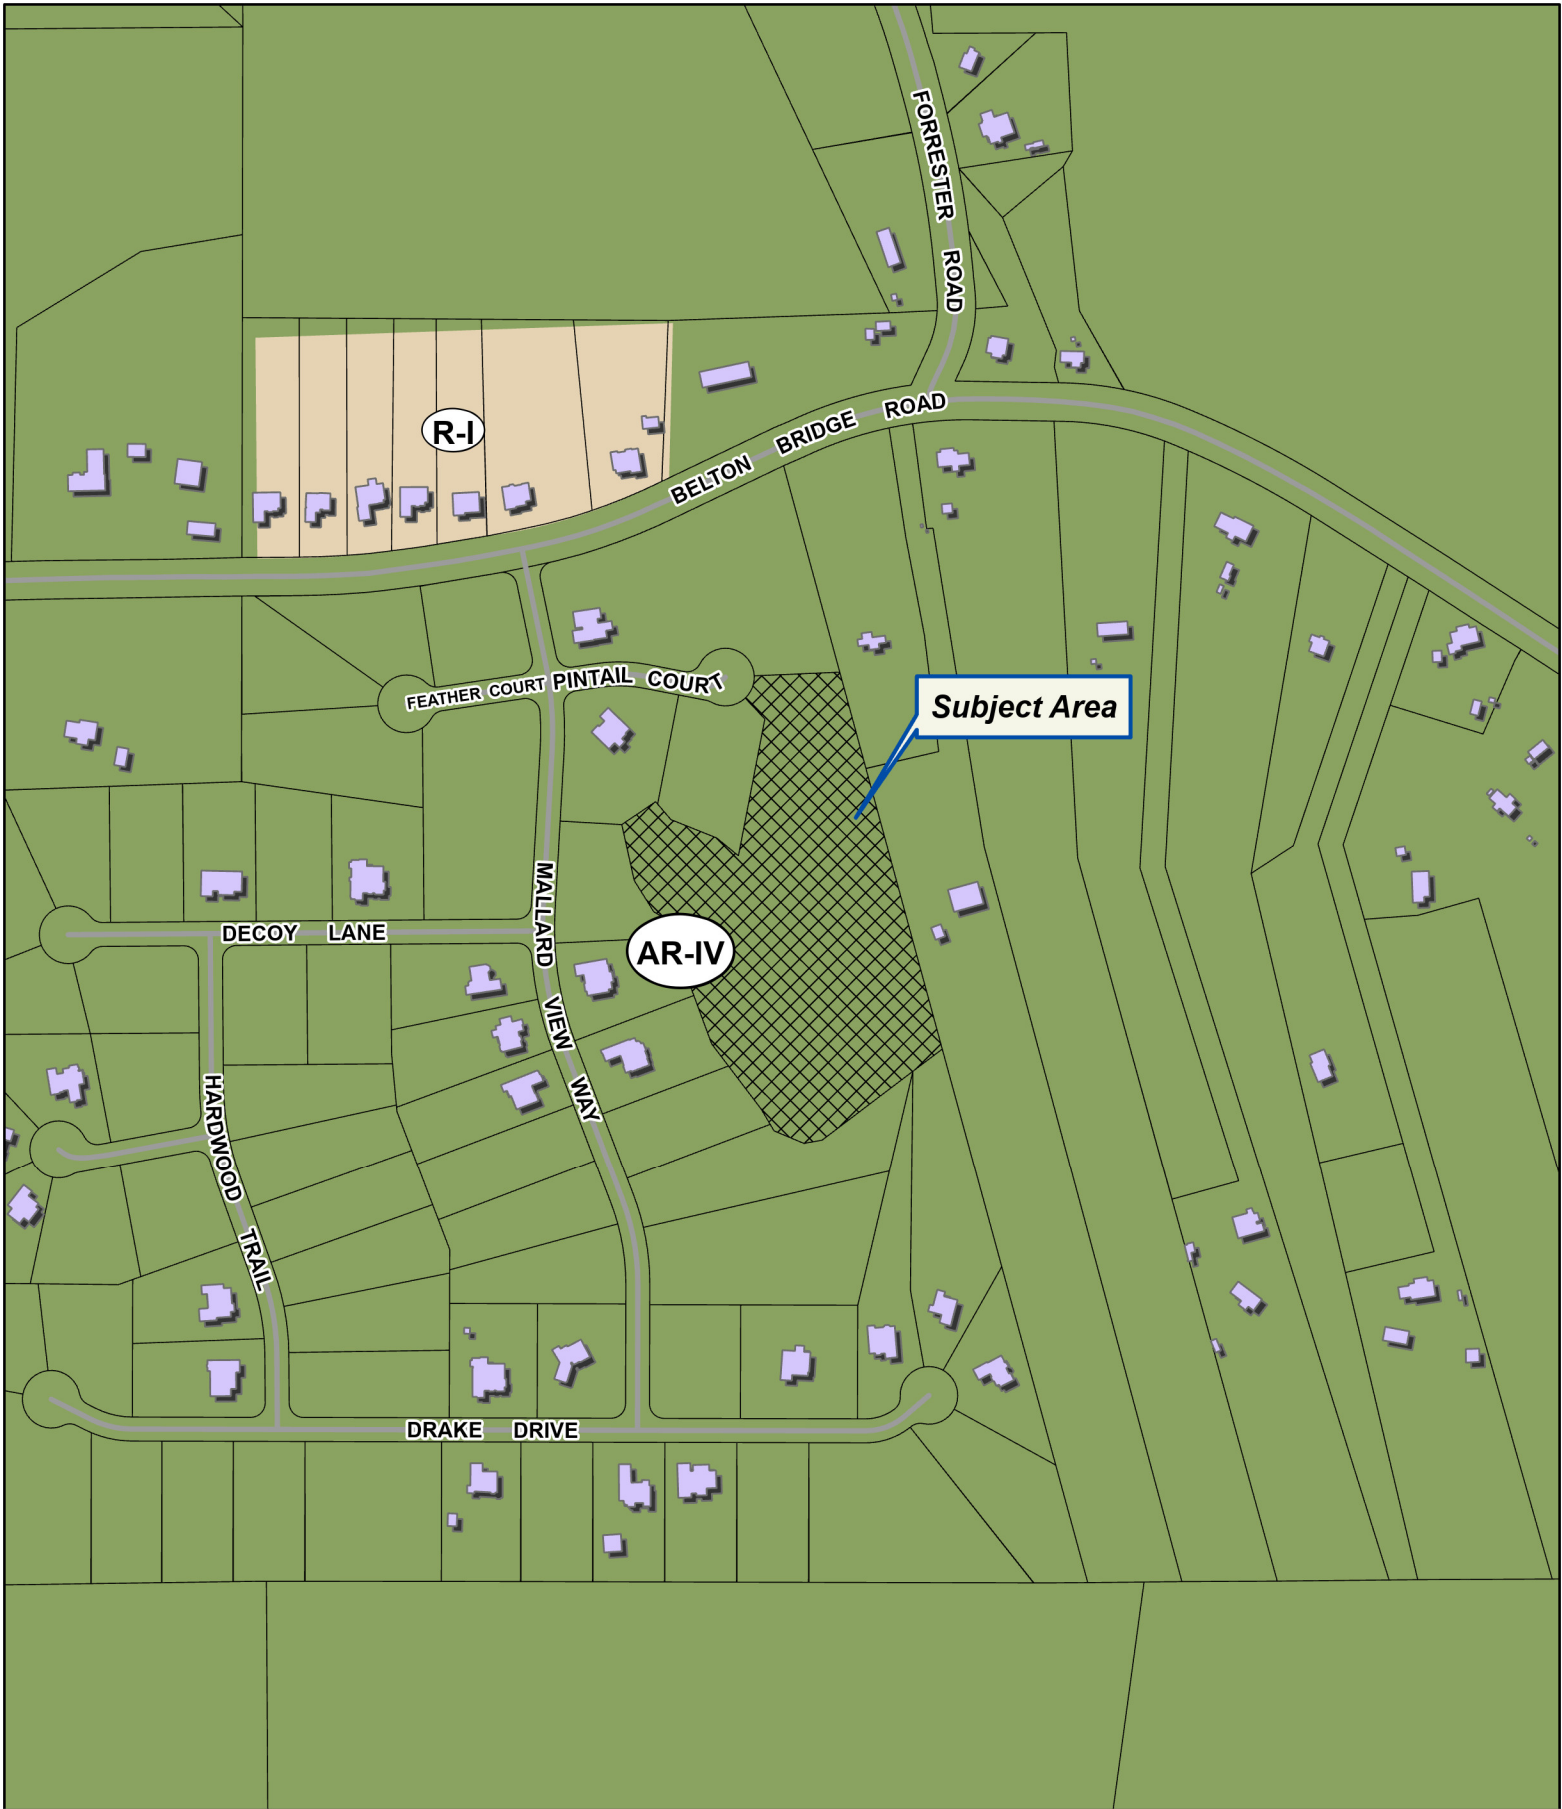 FORRESTER ROAD
R-I
BELTON BRIDGE ROAD
FEATHER COURT
PINTAIL COURT
Subject Area
MALLARD VIEW WAY
DECOY LANE
AR-IV
HARDWOOD TRAIL
DRAKE DRIVE